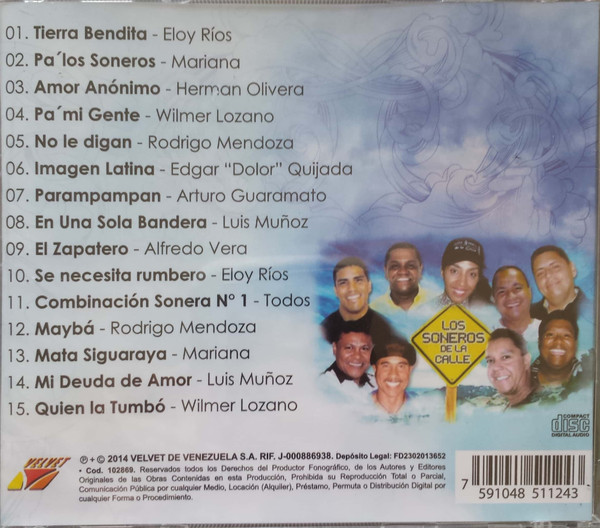 01. Tierra Bendita - Eloy Ríos
02. Pa´los Soneros - Mariana
03. Amor Anónimo - Herman Olivera
04. Pa´mi Gente - Wilmer Lozano
05. No le digan - Rodrigo Mendoza
06. Imagen Latina - Edgar “Dolor” Quijada
07. Parampampan - Arturo Guaramato
08. En Una Sola Bandera - Luis Muñoz
09. El Zapatero - Alfredo Vera
10. Se necesita rumbero - Eloy Ríos
11. Combinación Sonera N° 1 - Todos
12. Maybá - Rodrigo Mendoza
13. Mata Siguaraya - Mariana
14. Mi Deuda de Amor - Luis Muñoz
15. Quien la Tumbó - Wilmer Lozano
LOS
SONEROS
DE LA
CALLE
COMPACT
disc
DIGITAL AUDIO
VELVET
℗ + © 2014 VELVET DE VENEZUELA S.A. RIF. J-000886938. Depósito Legal: FD2302013652
• Cod. 102869. Reservados todos los Derechos del Productor Fonográfico, de los Autores y Editores
Originales de las Obras Contenidas en esta Producción, Prohibida su Reproducción Total o Parcial,
Comunicación Pública por cualquier Medio, Locación (Alquiler), Préstamo, Permuta o Distribución Digital por
cualquier Forma o Procedimiento.
7 591048 511243